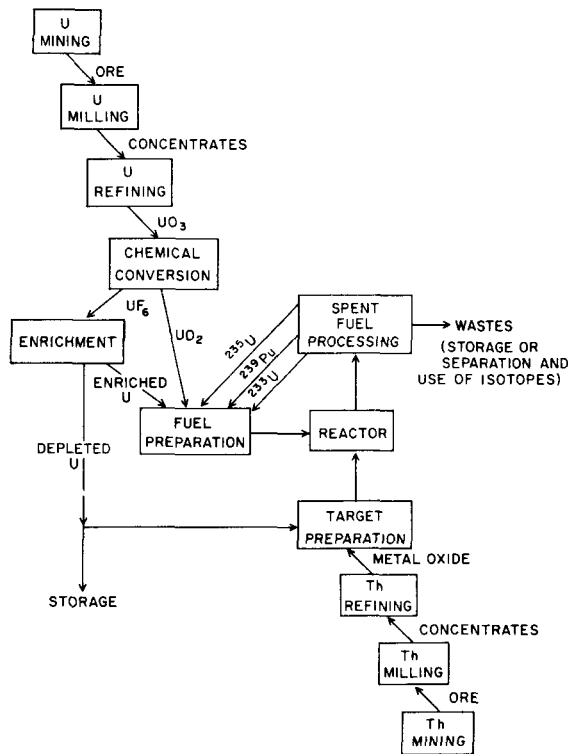 U
MINING
ORE
U
MILLING
CONCENTRATES
U
REFINING
UO₃
CHEMICAL
CONVERSION
UF₆
UO₂
ENRICHMENT
ENRICHED
U
DEPLETED
U
STORAGE
FUEL
PREPARATION
²³⁵U
²³⁹Pu
²³³U
SPENT
FUEL
PROCESSING
WASTES
(STORAGE OR
SEPARATION AND
USE OF ISOTOPES)
REACTOR
TARGET
PREPARATION
METAL OXIDE
Th
REFINING
CONCENTRATES
Th
MILLING
ORE
Th
MINING